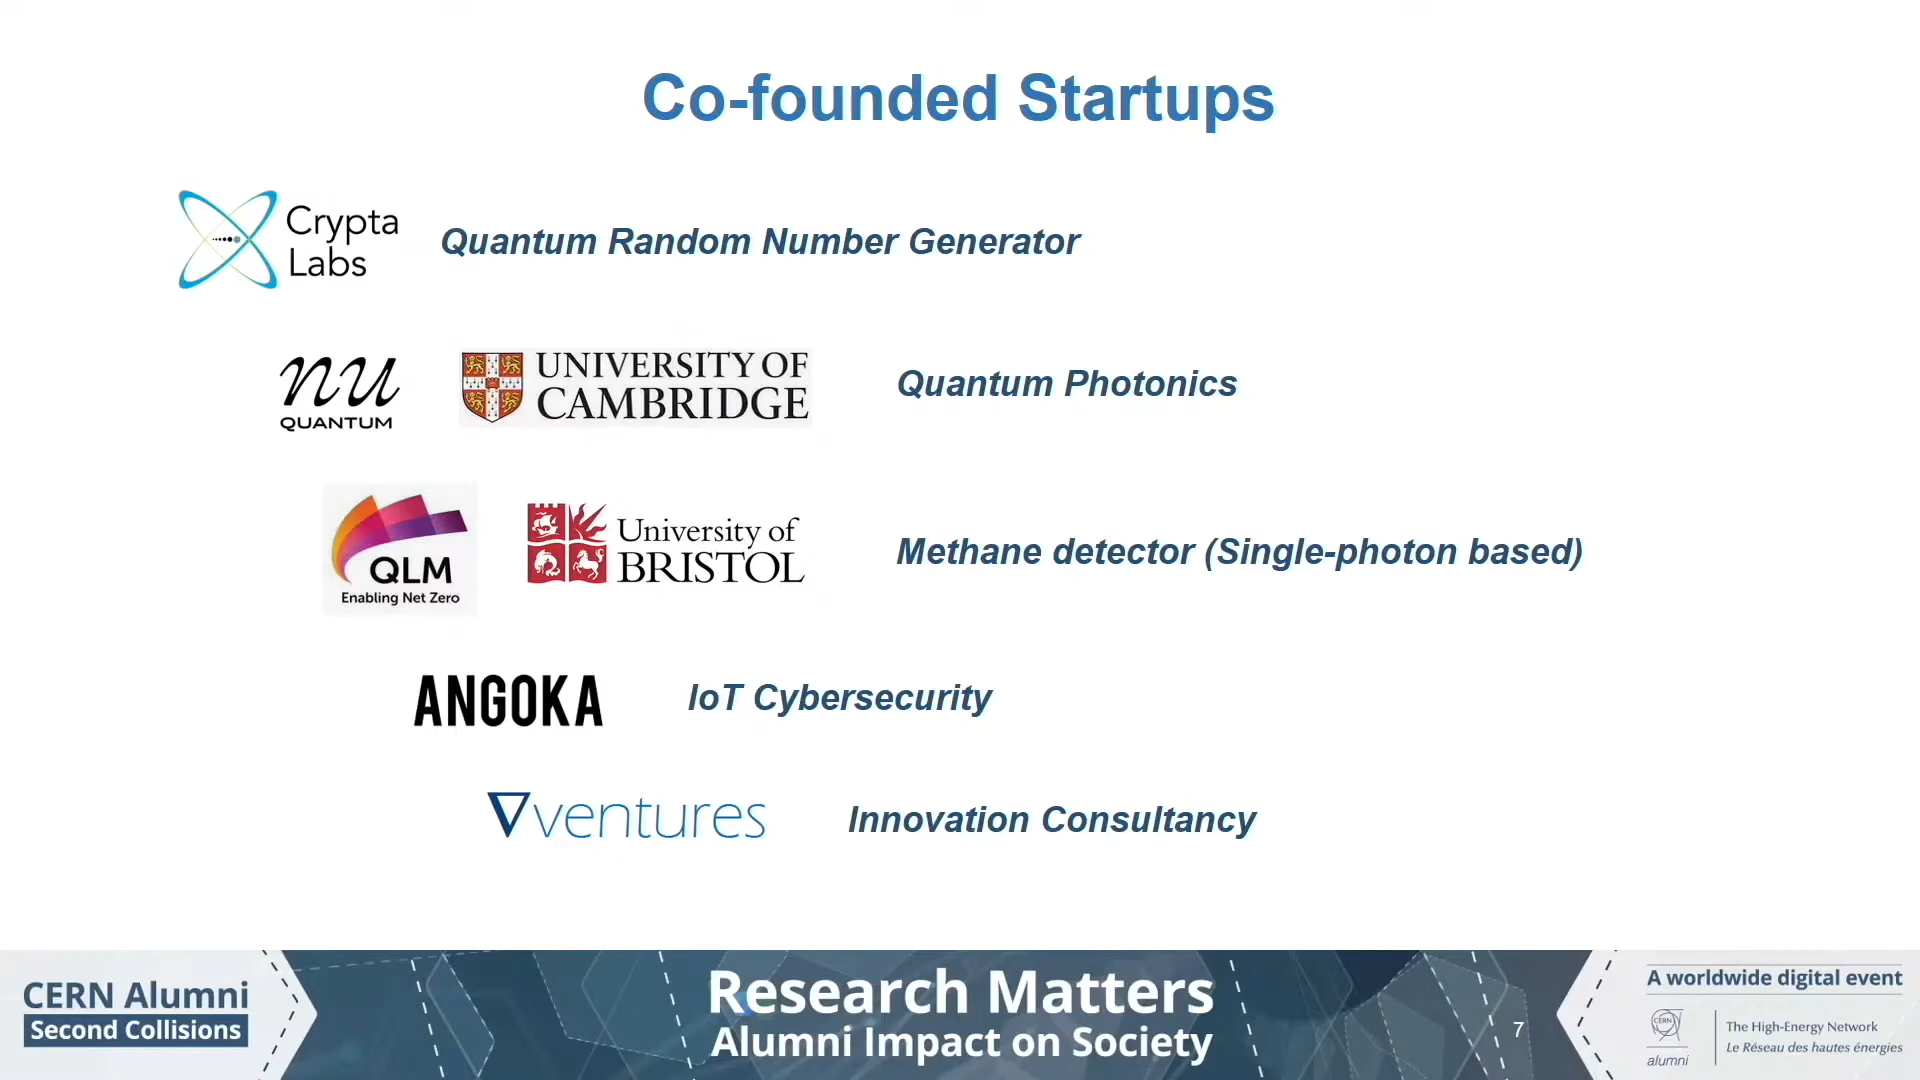 Co-founded Startups
Crypta
Labs
Quantum Random Number Generator
nu
QUANTUM
UNIVERSITY OF
CAMBRIDGE
Quantum Photonics
QLM
Enabling Net Zero
University of
BRISTOL
Methane detector (Single-photon based)
ANGOKA
IoT Cybersecurity
ventures
Innovation Consultancy
CERN Alumni
Second Collisions
Research Matters
Alumni Impact on Society
7
A worldwide digital event
CERN
alumni
The High-Energy Network
Le Réseau des hautes énergies